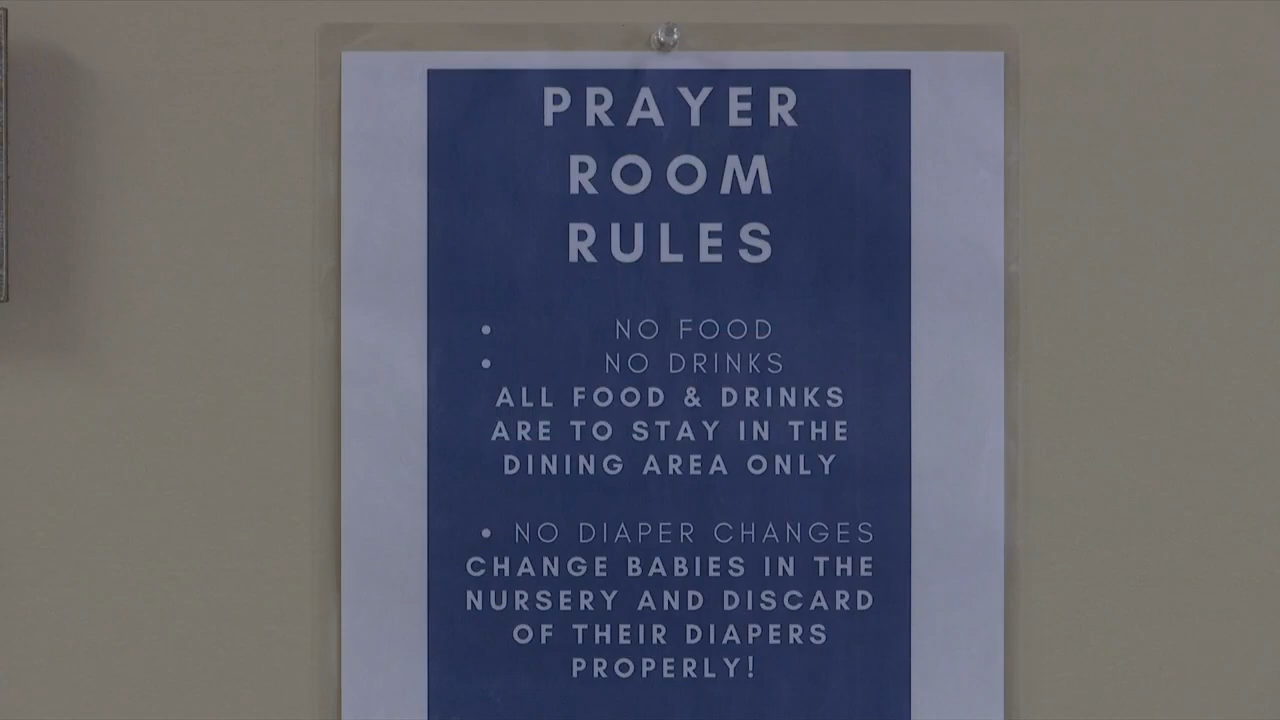 PRAYER
ROOM
RULES
• NO FOOD
• NO DRINKS
ALL FOOD & DRINKS
ARE TO STAY IN THE
DINING AREA ONLY
• NO DIAPER CHANGES
CHANGE BABIES IN THE
NURSERY AND DISCARD
OF THEIR DIAPERS
PROPERLY!